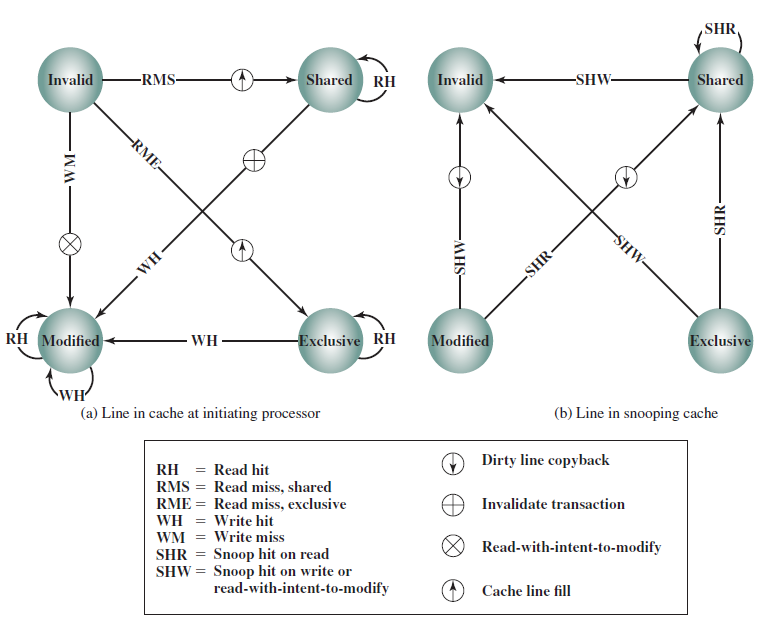 Invalid
RMS
Shared
RH
WM
RME
WH
RH
Modified
WH
Exclusive
RH
WH
(a) Line in cache at initiating processor
SHR
Invalid
SHW
Shared
SHW
SHR
SHW
SHR
Modified
Exclusive
(b) Line in snooping cache
RH = Read hit
RMS = Read miss, shared
RME = Read miss, exclusive
WH = Write hit
WM = Write miss
SHR = Snoop hit on read
SHW = Snoop hit on write or
read-with-intent-to-modify
Dirty line copyback
Invalidate transaction
Read-with-intent-to-modify
Cache line fill